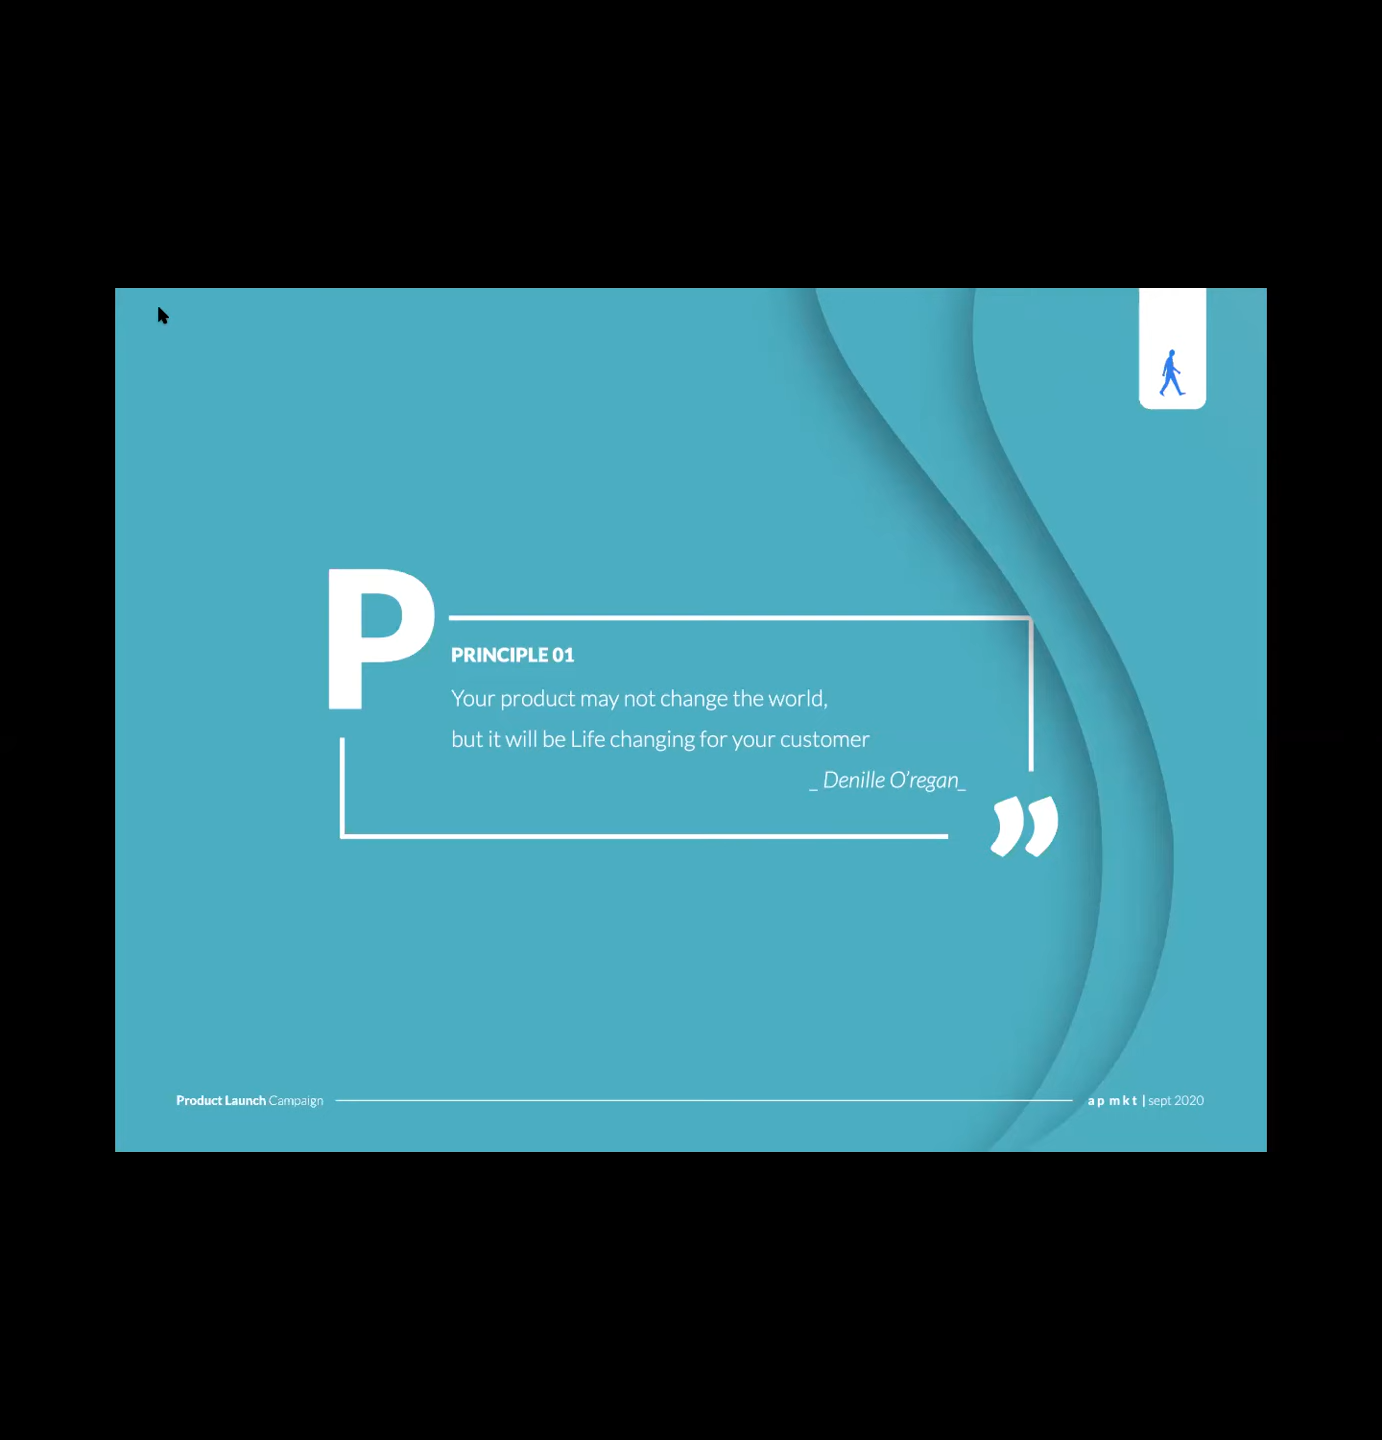 P
PRINCIPLE 01
Your product may not change the world,
but it will be Life changing for your customer
_ Denille O’regan_
”
Product Launch Campaign
ap mkt | sept 2020